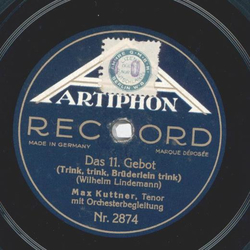 ARTIPHON
RECORD
MADE IN GERMANY
MARQUE DÉPOSÉE
Das 11. Gebot
(Trink, trink, Brüderlein trink)
(Wilhelm Lindemann)
Max Kuttner, Tenor
mit Orchesterbegleitung
Nr. 2874